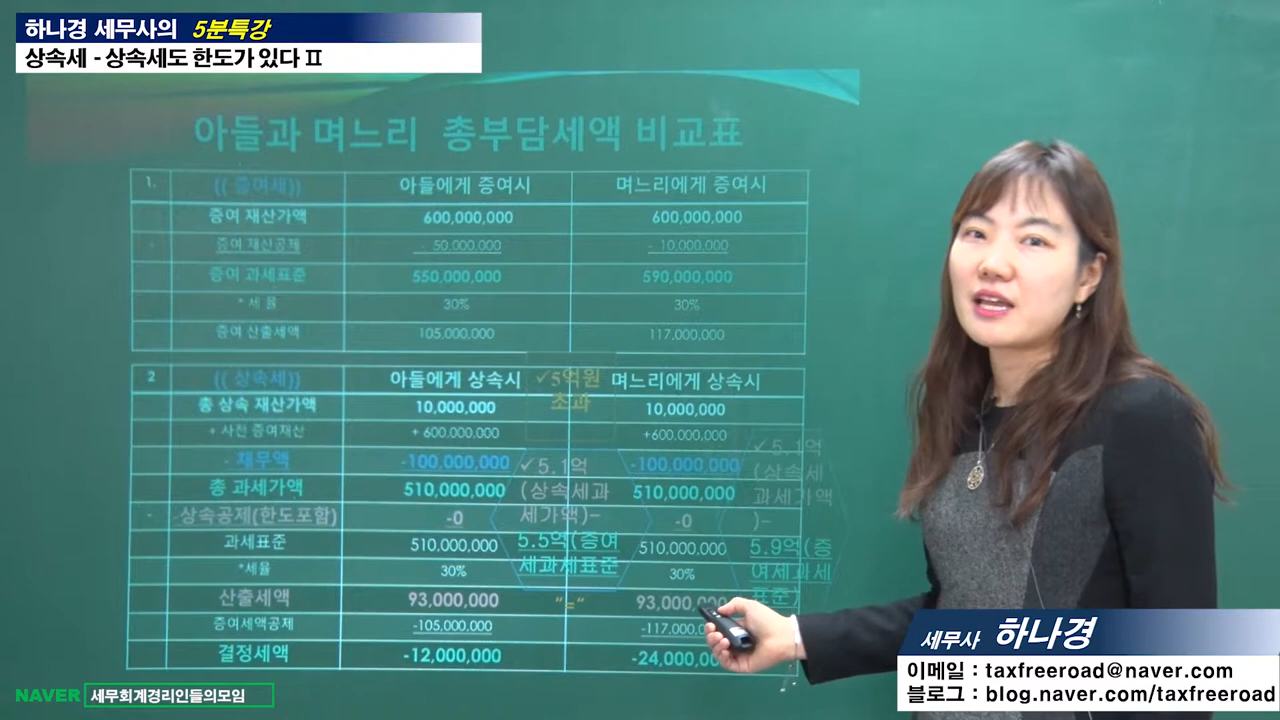 하나경 세무사의 5분특강
상속세 - 상속세도 한도가 있다 Ⅱ
아들과 며느리 총부담세액 비교표
1. (( 증여세)) 아들에게 증여시 며느리에게 증여시
증여 재산가액 600,000,000 600,000,000
- 증여 재산공제 - 50,000,000 - 10,000,000
증여 과세표준 550,000,000 590,000,000
* 세 율 30% 30%
증여 산출세액 105,000,000 117,000,000
2 (( 상속세)) 아들에게 상속시 며느리에게 상속시
✓5억원
초과
총 상속 재산가액 10,000,000 10,000,000
+ 사전 증여재산 + 600,000,000 +600,000,000
- 채무액 -100,000,000 -100,000,000
총 과세가액 510,000,000 510,000,000
- 상속공제(한도포함) -0 -0
과세표준 510,000,000 510,000,000
*세율 30% 30%
산출세액 93,000,000 "=" 93,000,
증여세액공제 -105,000,000 -117,000,
결정세액 -12,000,000 -24,000,
✓5.1억
(상속세과
세가액)-
5.5억(증여
세과세표준
✓5.1억
(상속세
과세가액
)-
5.9억(증
여세과세
표준)
세무사 하나경
이메일 : taxfreeroad@naver.com
블로그 : blog.naver.com/taxfreeroad
NAVER 세무회계경리인들의모임